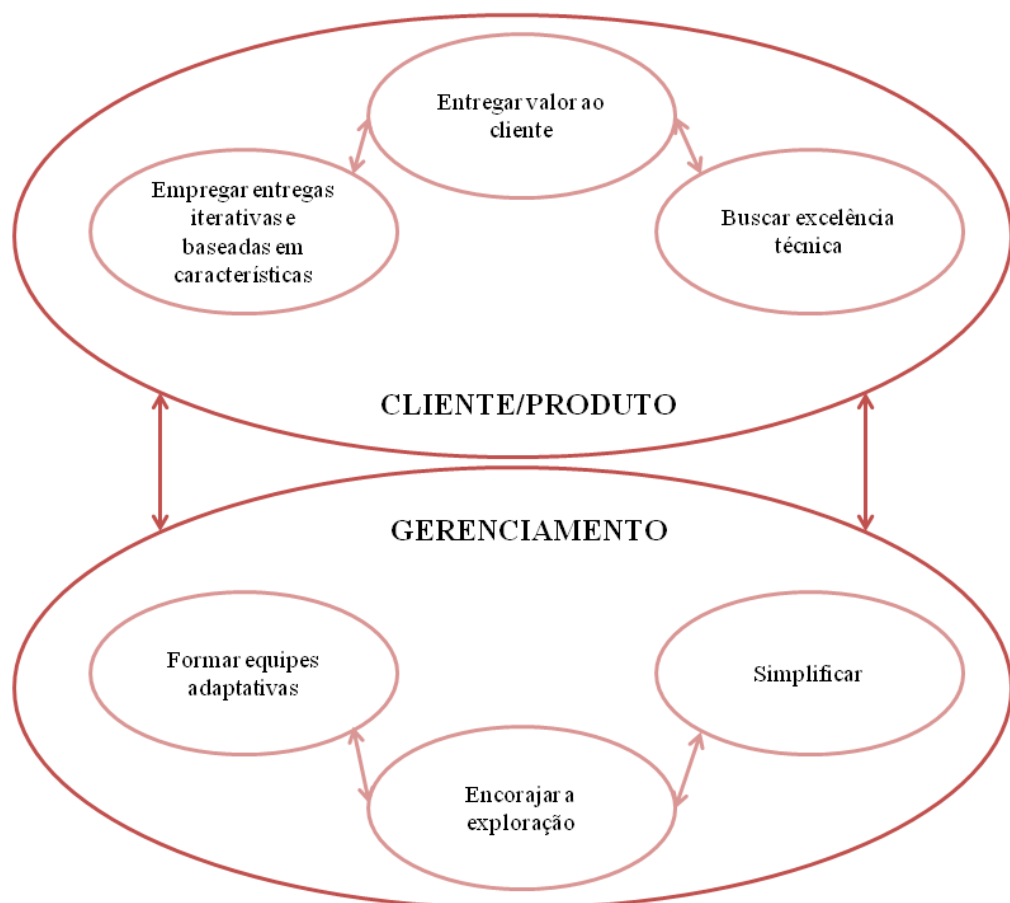 Entregar valor ao
cliente
Empregar entregas
iterativas e
baseadas em
características
Buscar excelência
técnica
CLIENTE/PRODUTO
GERENCIAMENTO
Formar equipes
adaptativas
Simplificar
Encorajar a
exploração